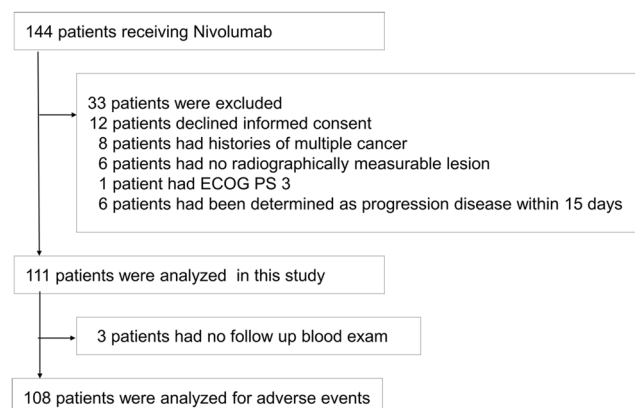 144 patients receiving Nivolumab
33 patients were excluded
12 patients declined informed consent
8 patients had histories of multiple cancer
6 patients had no radiographically measurable lesion
1 patient had ECOG PS 3
6 patients had been determined as progression disease within 15 days
111 patients were analyzed in this study
3 patients had no follow up blood exam
108 patients were analyzed for adverse events